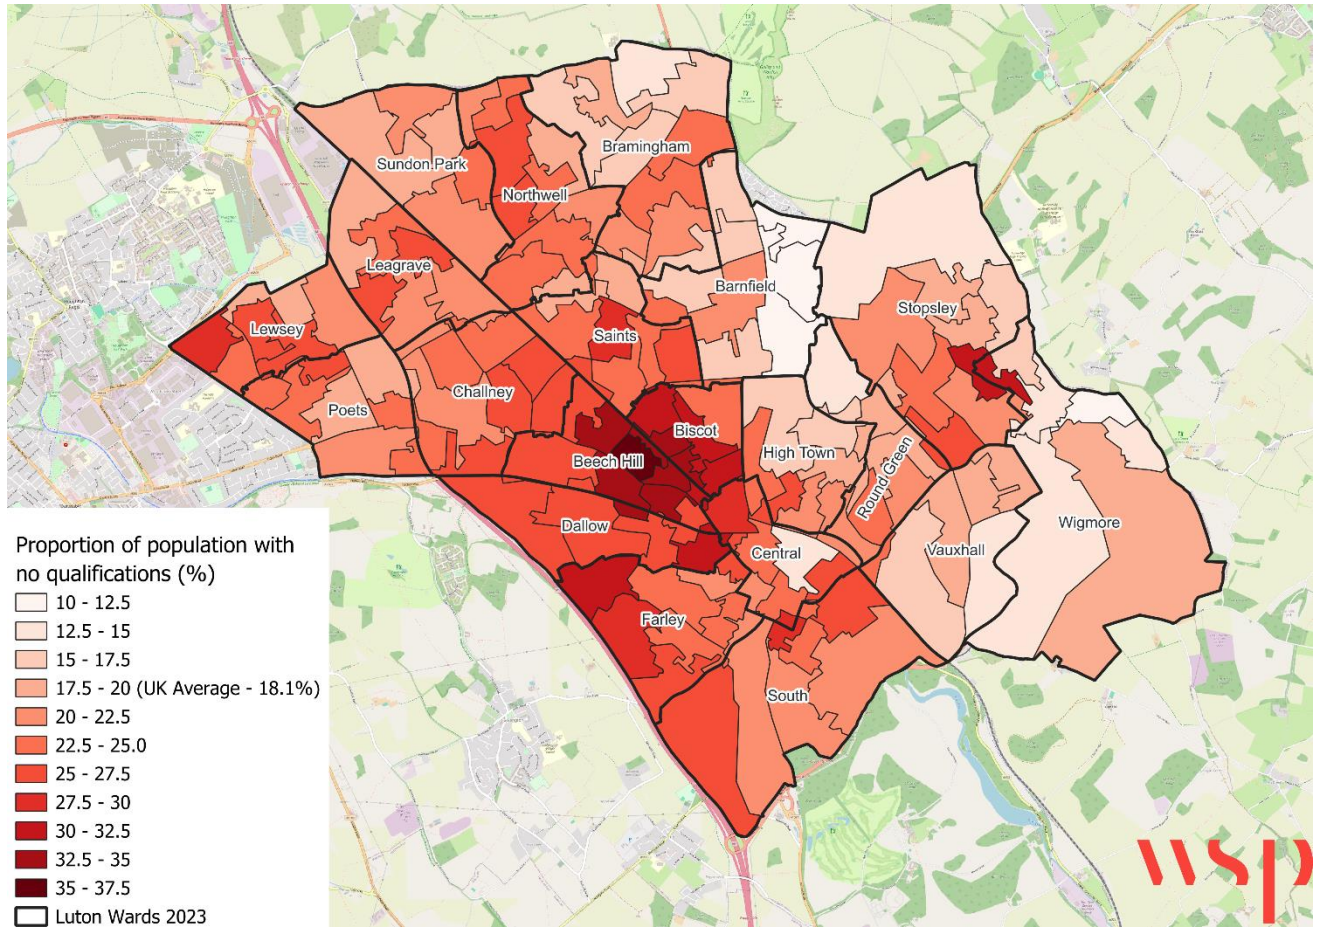 Bramingham
Sundon Park
Northwell
Leagrave
Barnfield
Stopsley
Lewsey
Saints
Challney
Poets
Biscot
High Town
Beech Hill
Round Green
Wigmore
Dallow
Central
Vauxhall
Farley
South
Proportion of population with
no qualifications (%)
10 - 12.5
12.5 - 15
15 - 17.5
17.5 - 20 (UK Average - 18.1%)
20 - 22.5
22.5 - 25.0
25 - 27.5
27.5 - 30
30 - 32.5
32.5 - 35
35 - 37.5
Luton Wards 2023
wsp